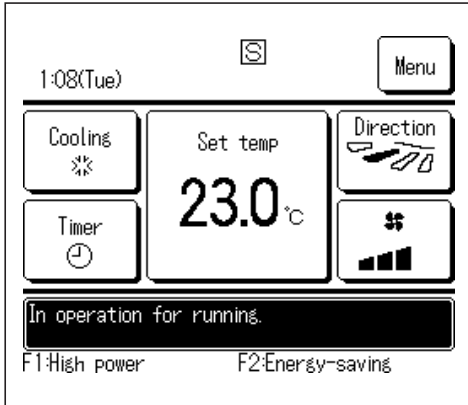 S
1:08(Tue)
Menu
Cooling
Set temp
Direction
23.0°C
Timer
In operation for running.
F1:High power
F2:Energy-saving